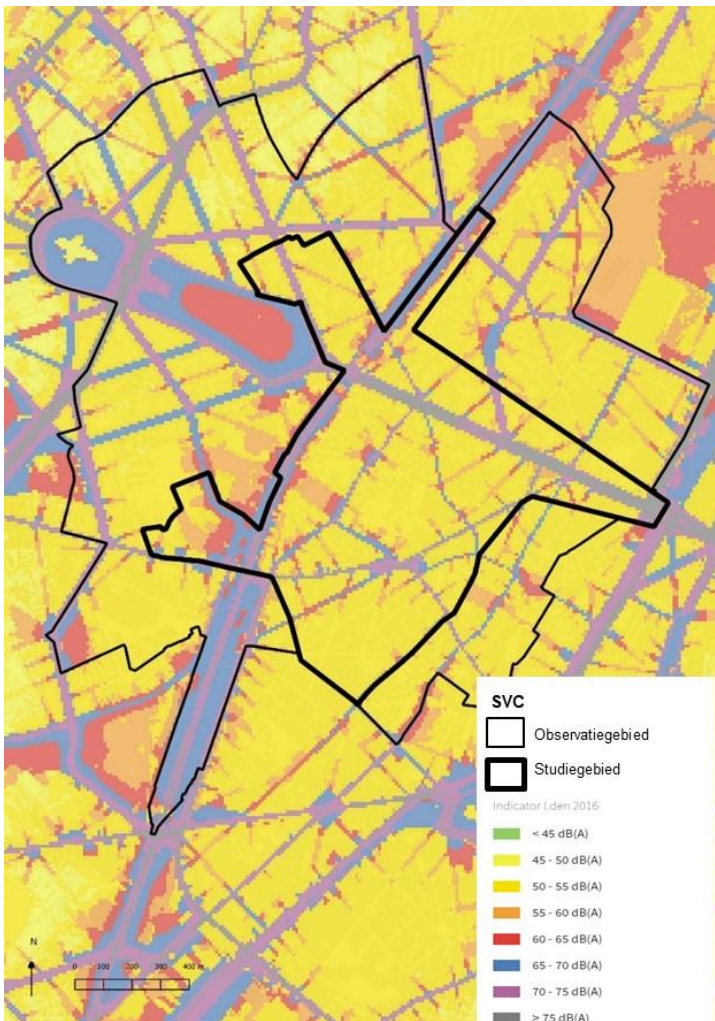 SVC
Observatiegebied
Studiegebied
Indicator Lden 2016
< 45 dB(A)
45 - 50 dB(A)
50 - 55 dB(A)
55 - 60 dB(A)
60 - 65 dB(A)
65 - 70 dB(A)
70 - 75 dB(A)
> 75 dB(A)
N
0 100 200 300 400 m